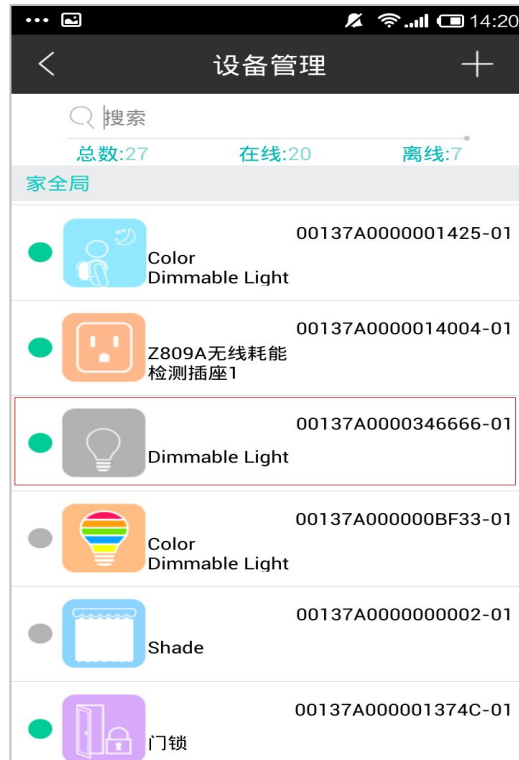 14:20
设备管理
搜索
总数:27 在线:20 离线:7
家全局
00137A0000001425-01
Color
Dimmable Light
00137A0000014004-01
Z809A无线耗能
检测插座1
00137A0000346666-01
Dimmable Light
00137A000000BF33-01
Color
Dimmable Light
00137A0000000002-01
Shade
00137A000001374C-01
门锁